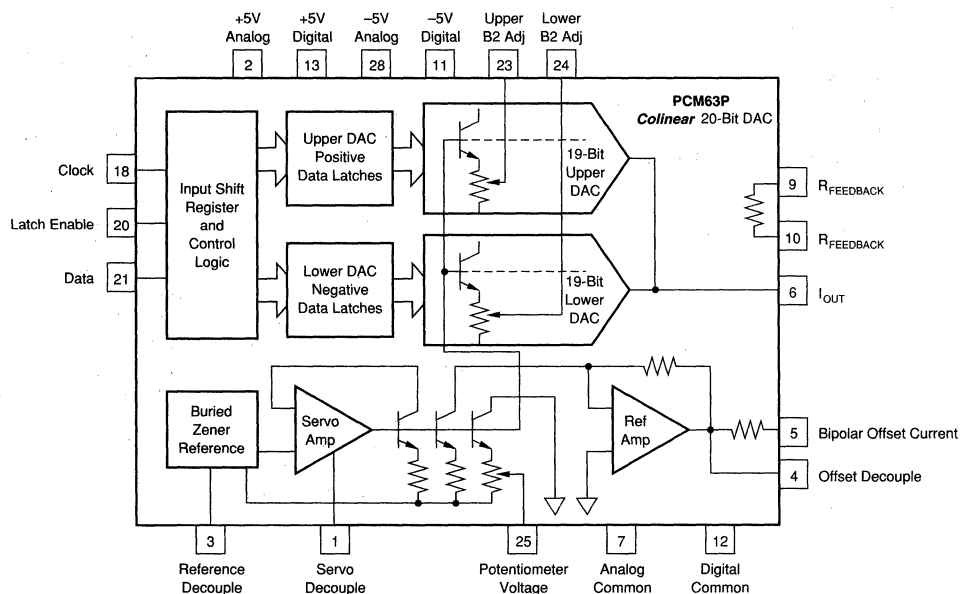 +5V Analog
+5V Digital
–5V Analog
–5V Digital
Upper B2 Adj
Lower B2 Adj
2
13
28
11
23
24
PCM63P
Colinear 20-Bit DAC
Clock
18
Latch Enable
20
Data
21
Input Shift
Register
and
Control
Logic
Upper DAC
Positive
Data Latches
19-Bit
Upper
DAC
Lower DAC
Negative
Data Latches
19-Bit
Lower
DAC
9
RFEEDBACK
10
RFEEDBACK
6
IOUT
Buried
Zener
Reference
Servo
Amp
Ref
Amp
5
Bipolar Offset Current
4
Offset Decouple
3
1
25
7
12
Reference
Decouple
Servo
Decouple
Potentiometer
Voltage
Analog
Common
Digital
Common